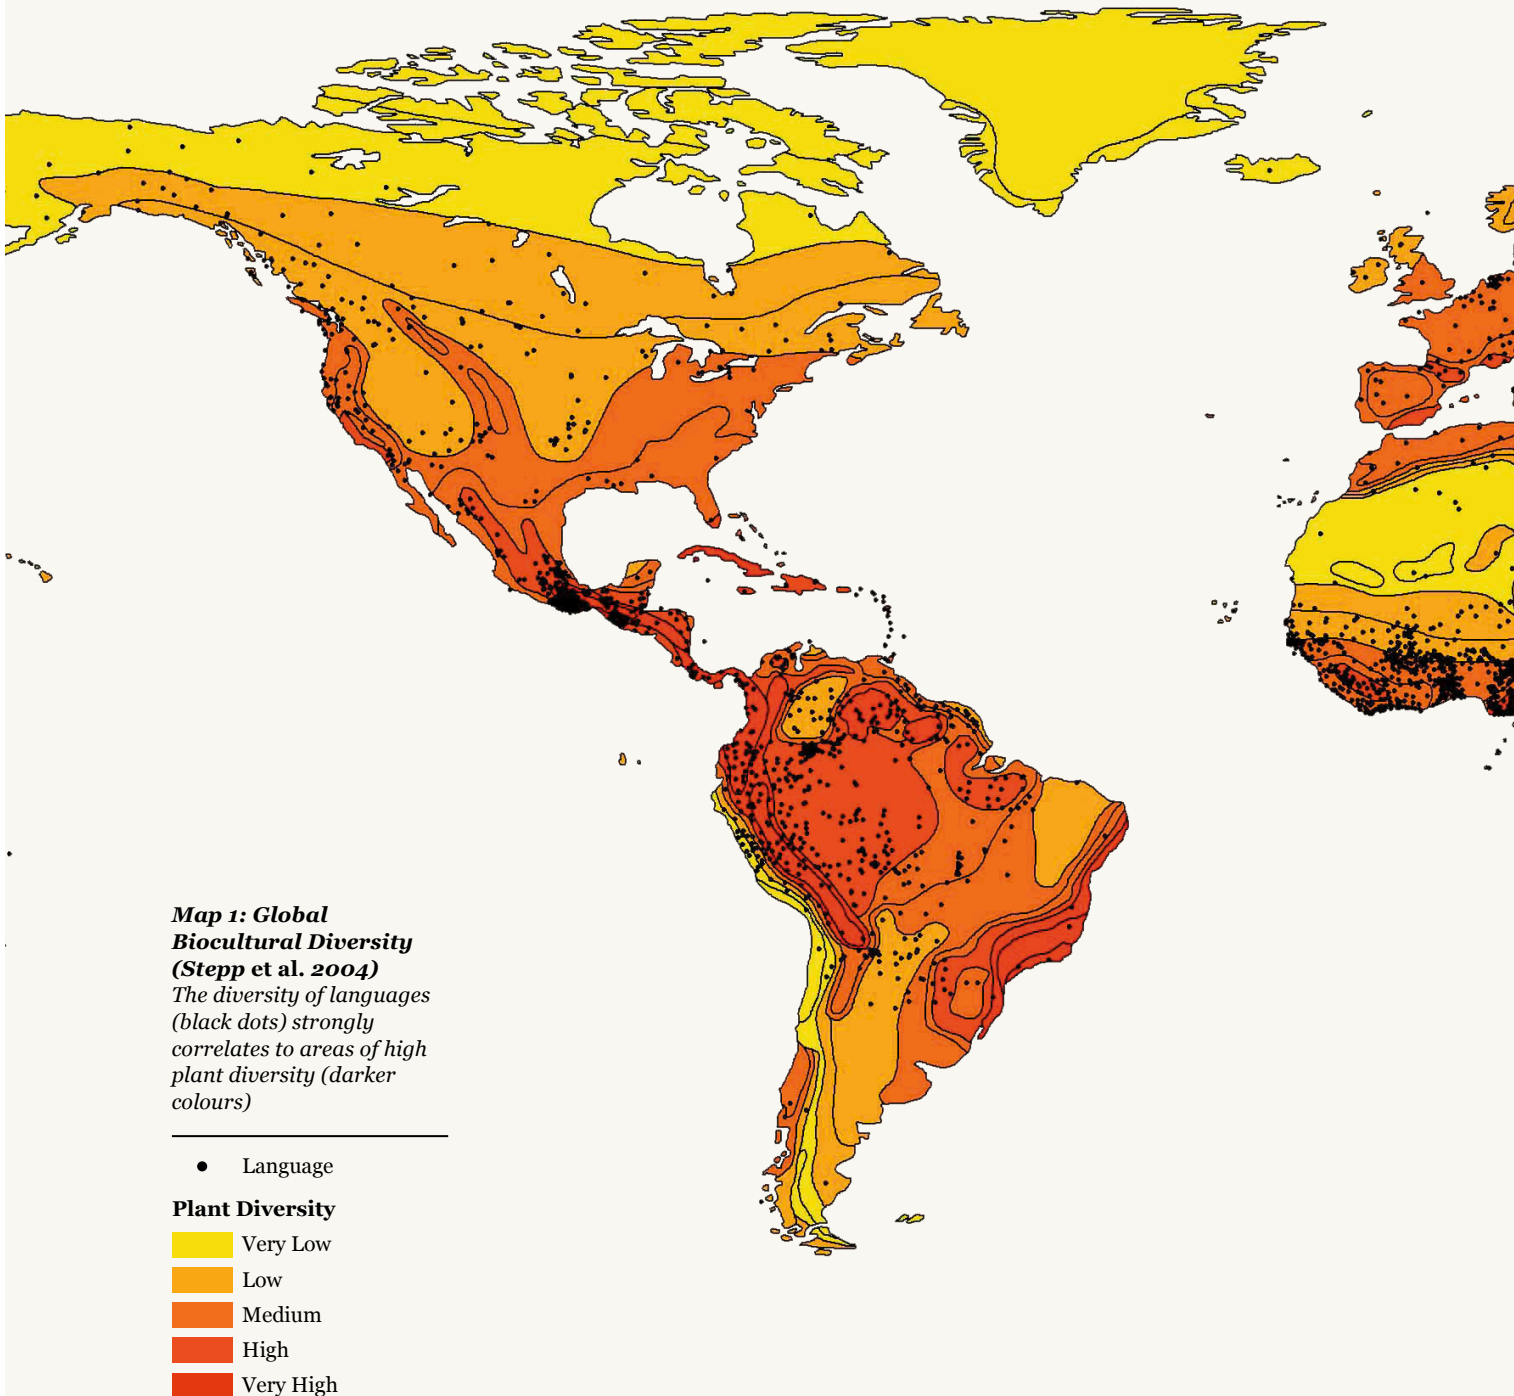 Map 1: Global
Biocultural Diversity
(Stepp et al. 2004)
The diversity of languages
(black dots) strongly
correlates to areas of high
plant diversity (darker
colours)
Language
Plant Diversity
Very Low
Low
Medium
High
Very High